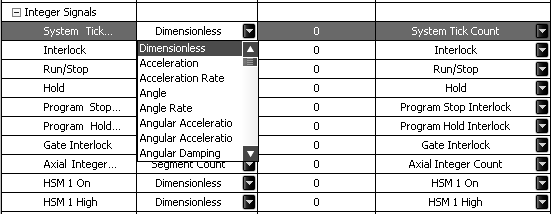 Integer Signals
System Tick... Dimensionless 0 System Tick Count
Interlock Dimensionless 0 Interlock
Run/Stop Acceleration 0 Run/Stop
Hold Acceleration Rate 0 Hold
Program Stop... Angle 0 Program Stop Interlock
Program Hold... Angle Rate 0 Program Hold Interlock
Gate Interlock Angular Acceleratio 0 Gate Interlock
Angular Acceleratio
Angular Damping
Axial Integer... Segment Count 0 Axial Integer Count
HSM 1 On Dimensionless 0 HSM 1 On
HSM 1 High Dimensionless 0 HSM 1 High